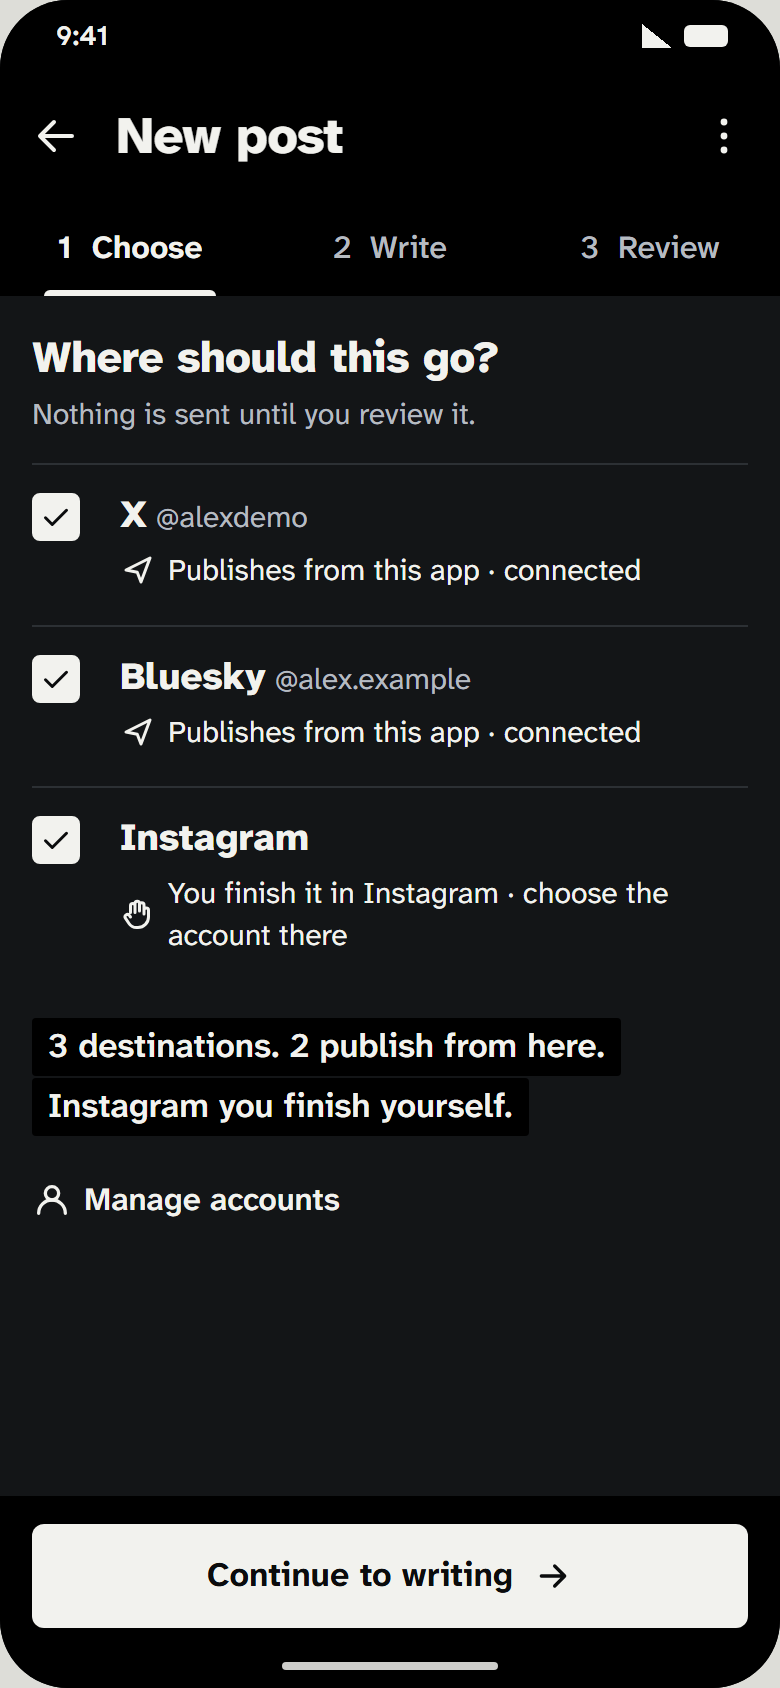 9:41
New post
1 Choose
2 Write
3 Review
Where should this go?
Nothing is sent until you review it.
X @alexdemo
Publishes from this app · connected
Bluesky @alex.example
Publishes from this app · connected
Instagram
You finish it in Instagram · choose the
account there
3 destinations. 2 publish from here.
Instagram you finish yourself.
Manage accounts
Continue to writing